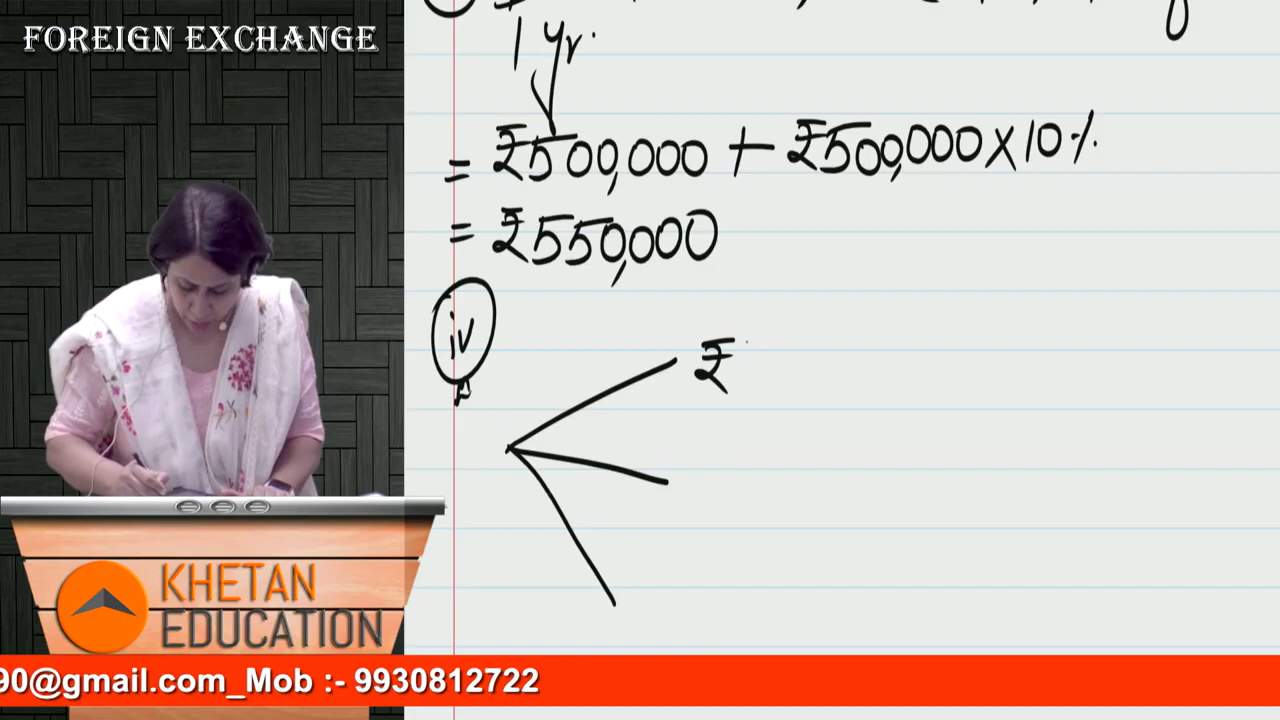 FOREIGN EXCHANGE
1 yr.
= ₹500,000 + ₹500,000 × 10%
= ₹550,000
iv
₹
KHETAN
EDUCATION
90@gmail.com_Mob :- 9930812722